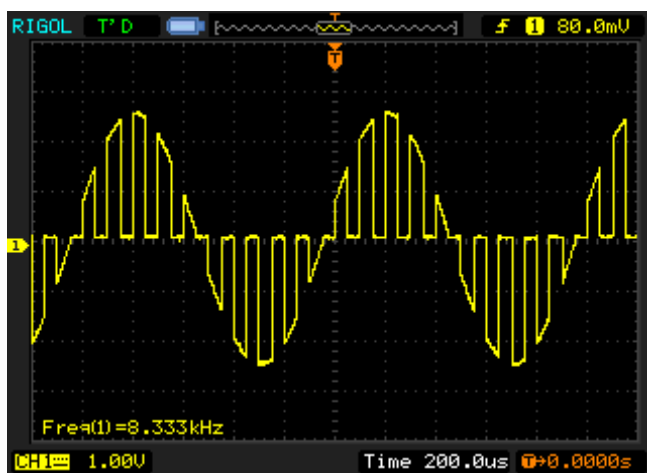 RIGOL T'D T f 1 80.0mV
T
1
Freq(1)=8.333kHz
CH1 1.00V Time 200.0us T→0.0000s